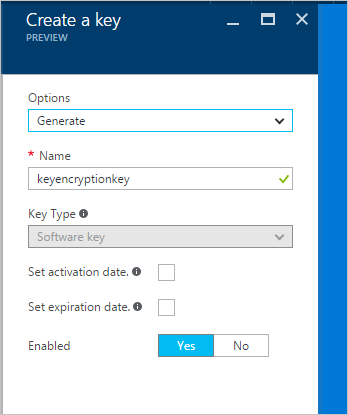 Create a key
PREVIEW
Options
Generate
* Name
keyencryptionkey
Key Type
Software key
Set activation date.
Set expiration date.
Enabled Yes No